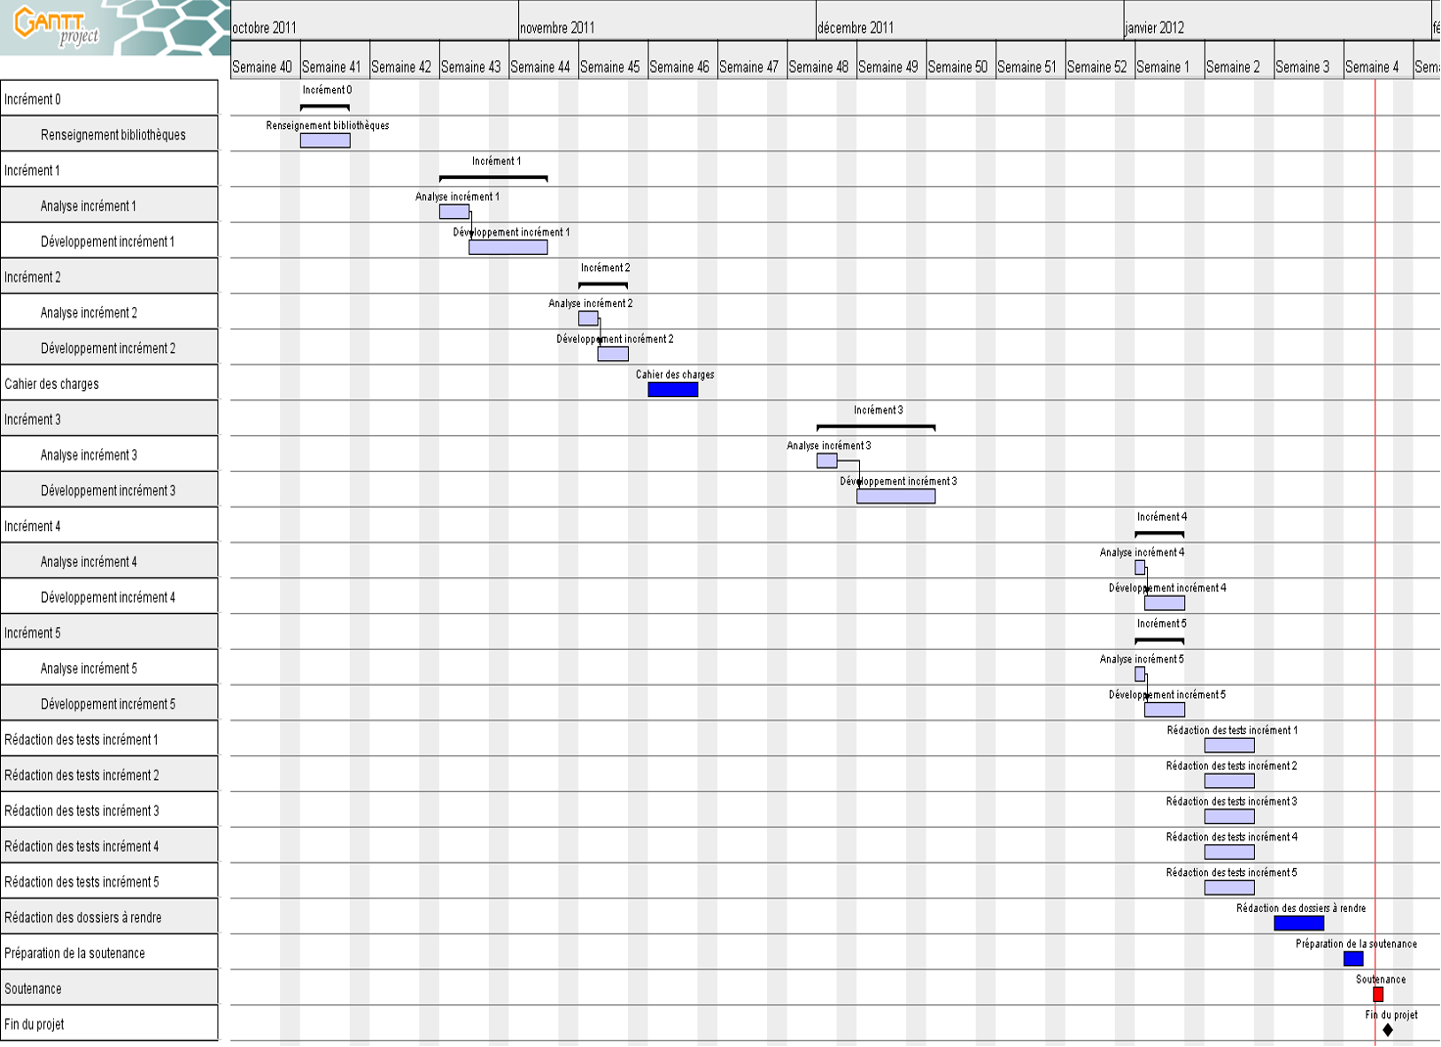 GANTT
project
octobre 2011
novembre 2011
décembre 2011
janvier 2012
fé
Semaine 40
Semaine 41
Semaine 42
Semaine 43
Semaine 44
Semaine 45
Semaine 46
Semaine 47
Semaine 48
Semaine 49
Semaine 50
Semaine 51
Semaine 52
Semaine 1
Semaine 2
Semaine 3
Semaine 4
Sema
Incrément 0
Incrément 0
Renseignement bibliothèques
Renseignement bibliothèques
Incrément 1
Incrément 1
Analyse incrément 1
Analyse incrément 1
Développement incrément 1
Développement incrément 1
Incrément 2
Incrément 2
Analyse incrément 2
Analyse incrément 2
Développement incrément 2
Développement incrément 2
Cahier des charges
Cahier des charges
Incrément 3
Incrément 3
Analyse incrément 3
Analyse incrément 3
Développement incrément 3
Développement incrément 3
Incrément 4
Incrément 4
Analyse incrément 4
Analyse incrément 4
Développement incrément 4
Développement incrément 4
Incrément 5
Incrément 5
Analyse incrément 5
Analyse incrément 5
Développement incrément 5
Développement incrément 5
Rédaction des tests incrément 1
Rédaction des tests incrément 1
Rédaction des tests incrément 2
Rédaction des tests incrément 2
Rédaction des tests incrément 3
Rédaction des tests incrément 3
Rédaction des tests incrément 4
Rédaction des tests incrément 4
Rédaction des tests incrément 5
Rédaction des tests incrément 5
Rédaction des dossiers à rendre
Rédaction des dossiers à rendre
Préparation de la soutenance
Préparation de la soutenance
Soutenance
Soutenance
Fin du projet
Fin du projet